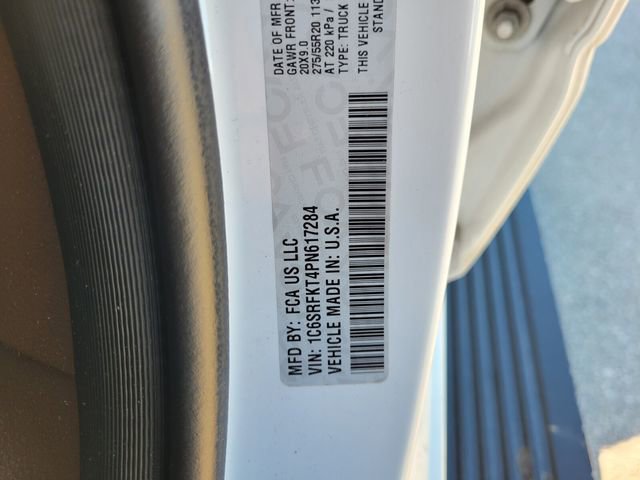 DATE OF MFR
GAWR FRONT:
20X9.0
275/55R20 113
AT 220 kPa /
TYPE: TRUCK
THIS VEHICLE
STAND
MFD BY: FCA US LLC
VIN: 1C6SRFKT4PN617284
VEHICLE MADE IN: U.S.A.